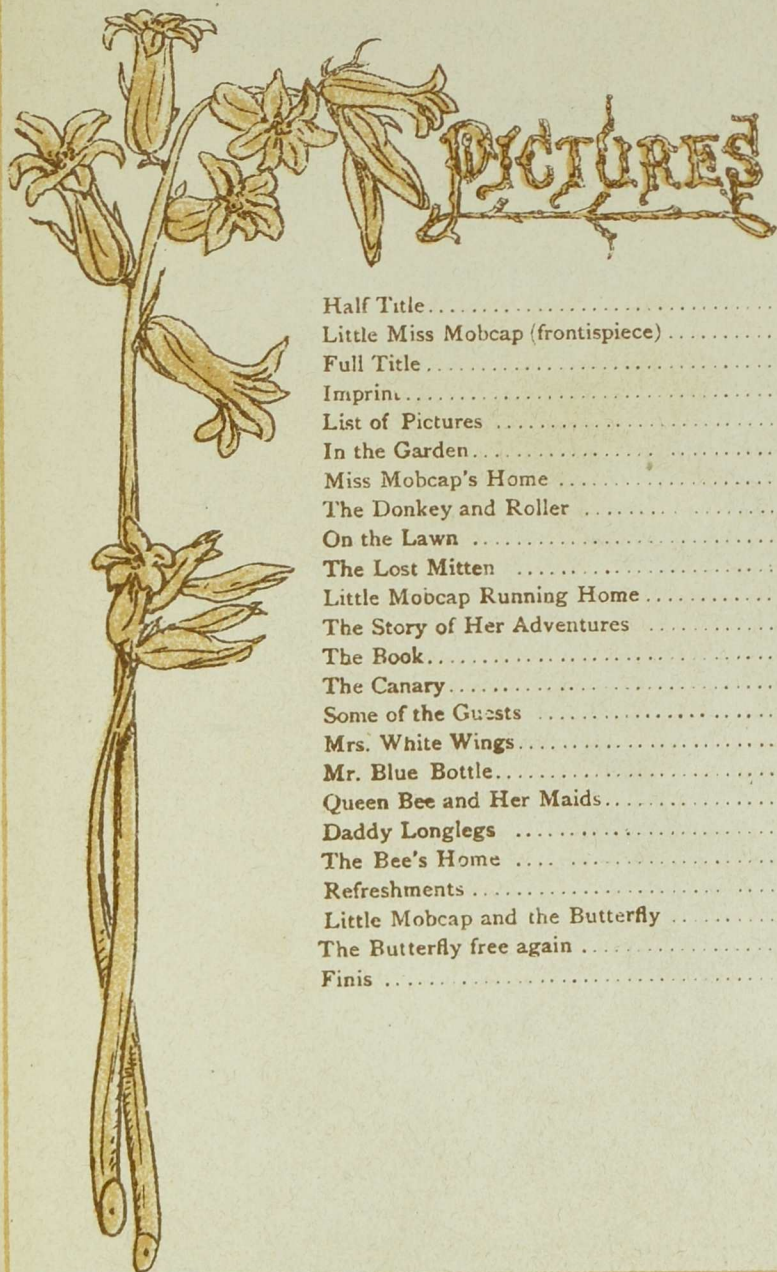 PICTURES
Half Title..............................
Little Miss Mobcap (frontispiece)..........
Full Title..............................
Imprint..............................
List of Pictures ..............................
In the Garden..............................
Miss Mobcap's Home ....................
The Donkey and Roller ....................
On the Lawn ..............................
The Lost Mitten ..............................
Little Mobcap Running Home............
The Story of Her Adventures ............
The Book..............................
The Canary..............................
Some of the Guests ....................
Mrs. White Wings....................
Mr. Blue Bottle..............................
Queen Bee and Her Maids...............
Daddy Longlegs ....................
The Bee's Home .... ....................
Refreshments ....................
Little Mobcap and the Butterfly ..........
The Butterfly free again ....................
Finis ..............................